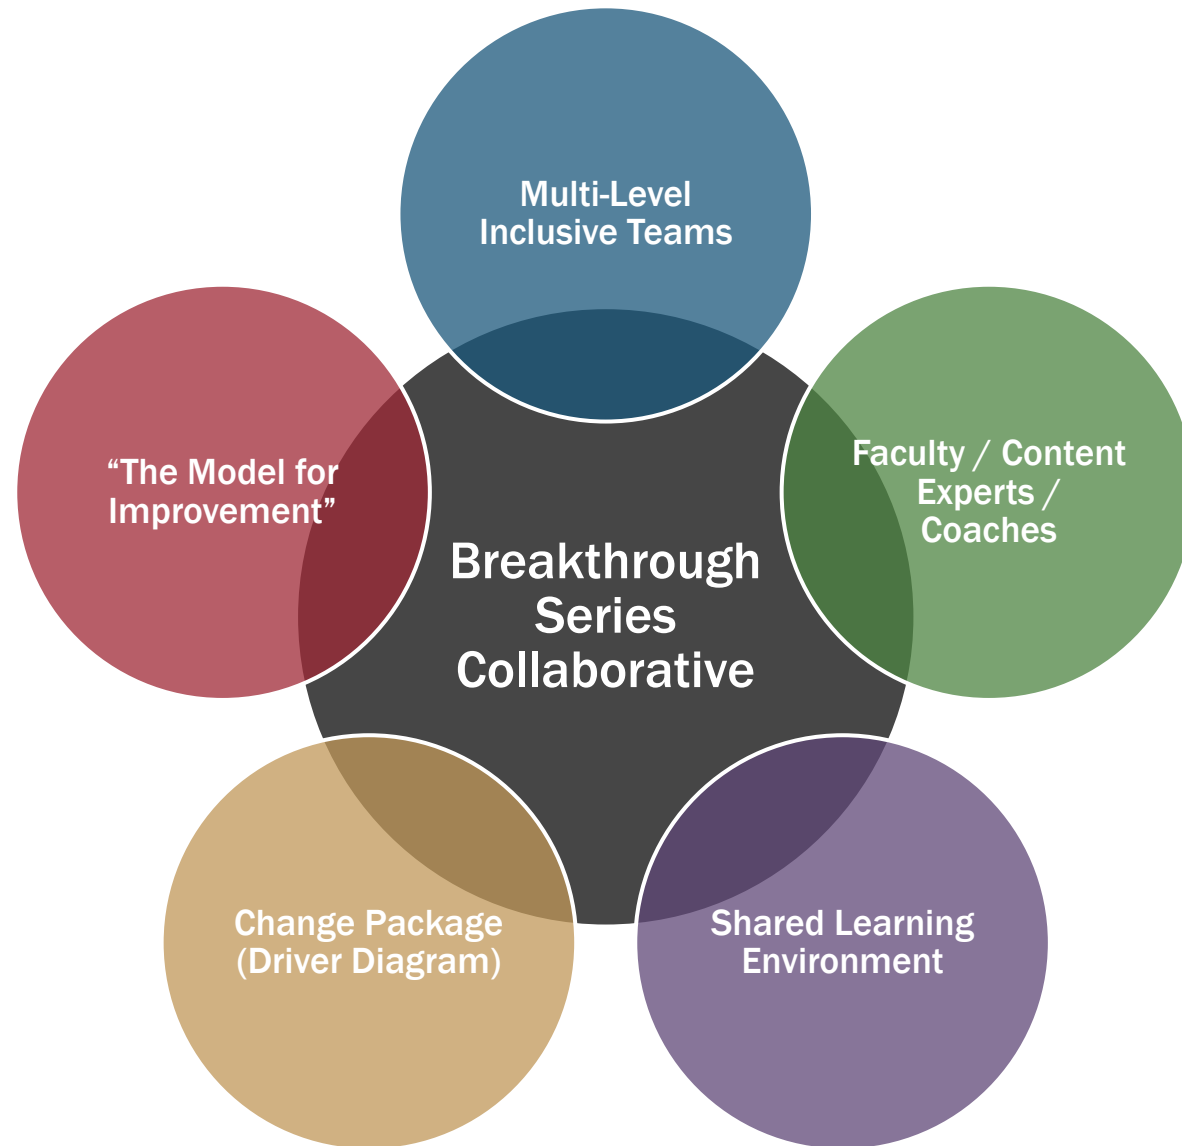 Multi-Level
Inclusive Teams
“The Model for
Improvement”
Faculty / Content
Experts /
Coaches
Breakthrough
Series
Collaborative
Change Package
(Driver Diagram)
Shared Learning
Environment